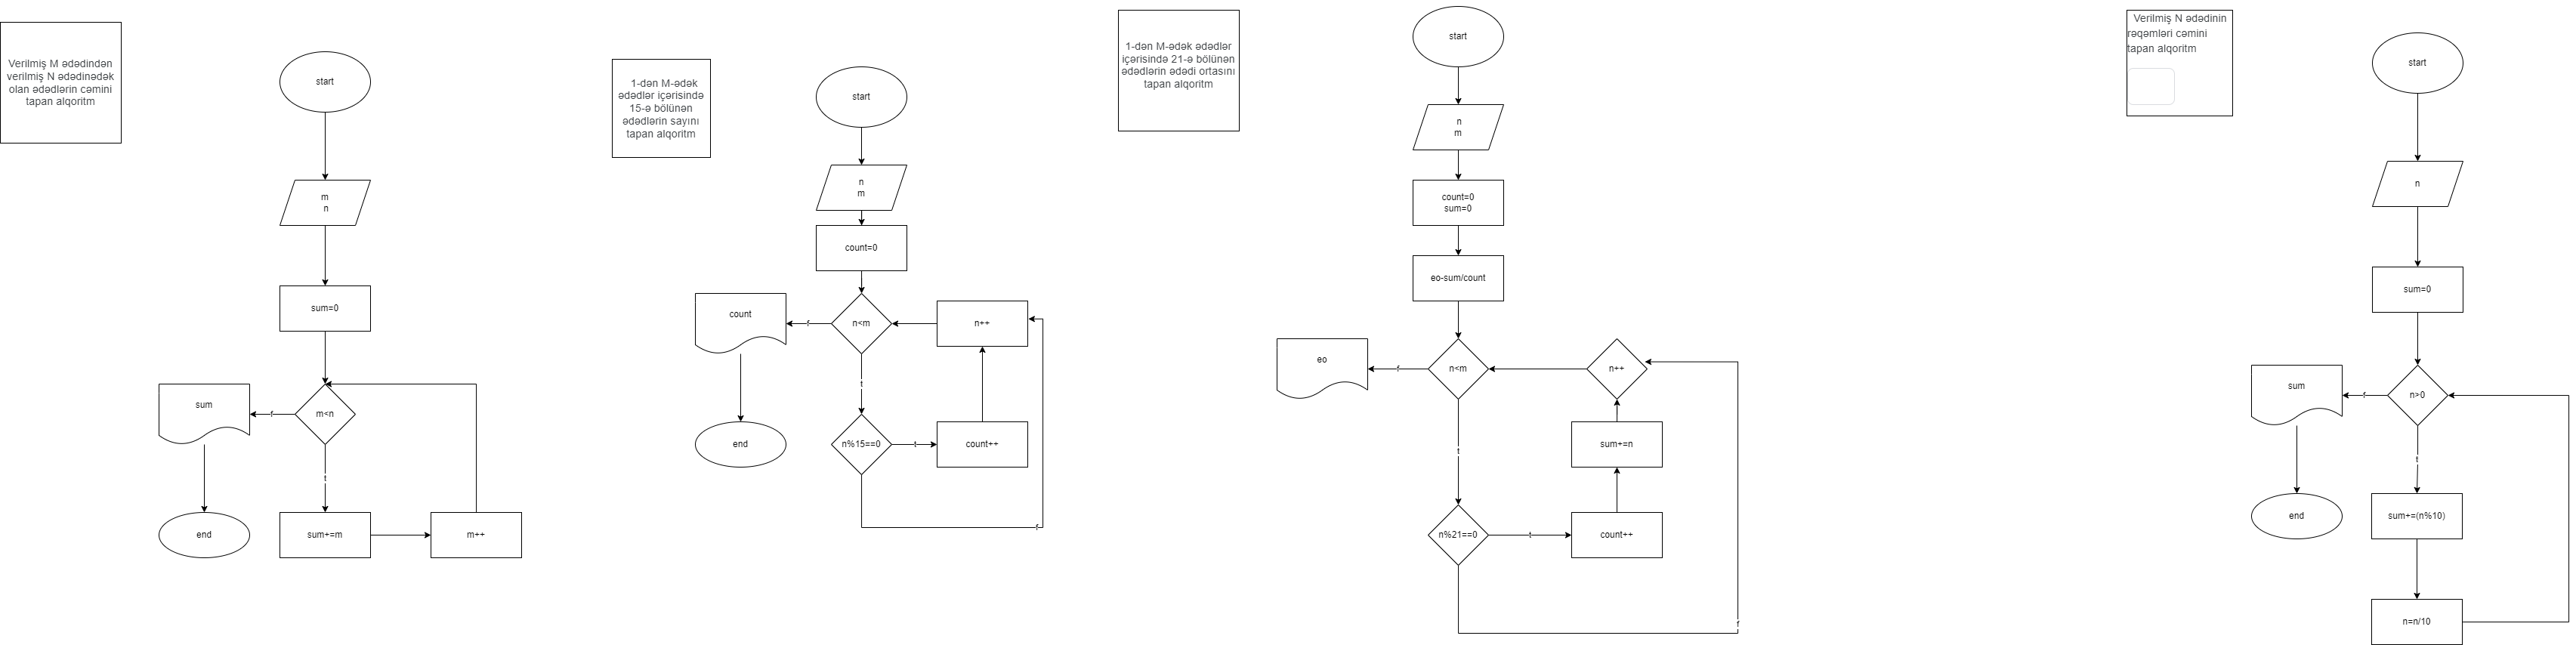 Verilmiş M ədədindən
verilmiş N ədədinədək
olan ədədlərin cəmini
tapan alqoritm
start
m
n
sum=0
m<n
f
sum
end
t
sum+=m
m++
1-dən M-ədək
ədədlər içərisində
15-ə bölünən
ədədlərin sayını
tapan alqoritm
start
n
m
count=0
n<m
f
count
end
n++
t
n%15==0
t
count++
f
1-dən M-ədək ədədlər
içərisində 21-ə bölünən
ədədlərin ədədi ortasını
tapan alqoritm
start
n
m
count=0
sum=0
eo-sum/count
n<m
f
eo
n++
t
sum+=n
n%21==0
t
count++
f
Verilmiş N ədədinin
rəqəmləri cəmini
tapan alqoritm
start
n
sum=0
n>0
f
sum
end
t
sum+=(n%10)
n=n/10